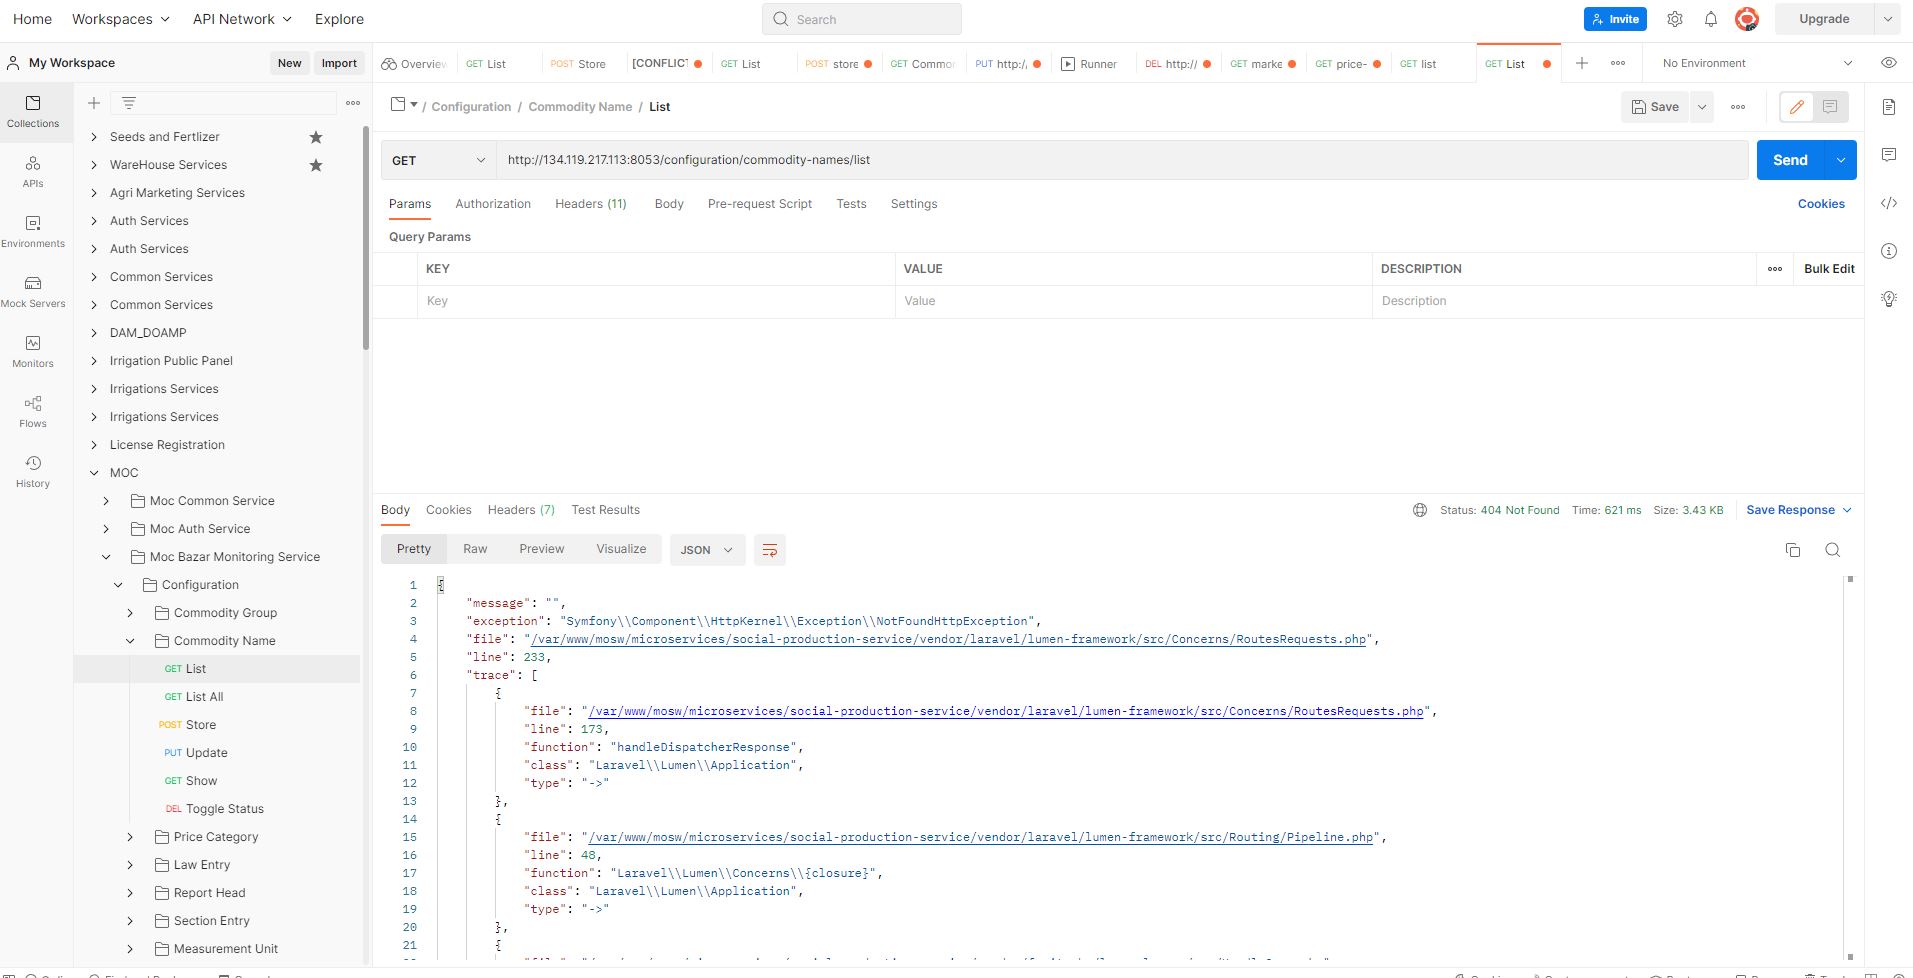 Home Workspaces API Network Explore Search Invite Upgrade
My Workspace New Import Overview GET List POST Store [CONFLICT GET List POST store GET Commo PUT http:/ Runner DEL http:/ GET marke GET price- GET list GET List No Environment
Collections
APIs
Environments
Mock Servers
Monitors
Flows
History
Seeds and Fertlizer
WareHouse Services
Agri Marketing Services
Auth Services
Auth Services
Common Services
Common Services
DAM_DOAMP
Irrigation Public Panel
Irrigations Services
Irrigations Services
License Registration
MOC
Moc Common Service
Moc Auth Service
Moc Bazar Monitoring Service
Configuration
Commodity Group
Commodity Name
GET List
GET List All
POST Store
PUT Update
GET Show
DEL Toggle Status
Price Category
Law Entry
Report Head
Section Entry
Measurement Unit
/ Configuration / Commodity Name / List Save
GET http://134.119.217.113:8053/configuration/commodity-names/list Send
Params Authorization Headers (11) Body Pre-request Script Tests Settings Cookies
Query Params
KEY VALUE DESCRIPTION Bulk Edit
Key Value Description
Body Cookies Headers (7) Test Results Status: 404 Not Found Time: 621 ms Size: 3.43 KB Save Response
Pretty Raw Preview Visualize JSON
1 {
2 "message": "",
3 "exception": "Symfony\\Component\\HttpKernel\\Exception\\NotFoundHttpException",
4 "file": "/var/www/mosw/microservices/social-production-service/vendor/laravel/lumen-framework/src/Concerns/RoutesRequests.php",
5 "line": 233,
6 "trace": [
7 {
8 "file": "/var/www/mosw/microservices/social-production-service/vendor/laravel/lumen-framework/src/Concerns/RoutesRequests.php",
9 "line": 173,
10 "function": "handleDispatcherResponse",
11 "class": "Laravel\\Lumen\\Application",
12 "type": "->"
13 },
14 {
15 "file": "/var/www/mosw/microservices/social-production-service/vendor/laravel/lumen-framework/src/Routing/Pipeline.php",
16 "line": 48,
17 "function": "Laravel\\Lumen\\Concerns\\{closure}",
18 "class": "Laravel\\Lumen\\Application",
19 "type": "->"
20 },
21 {